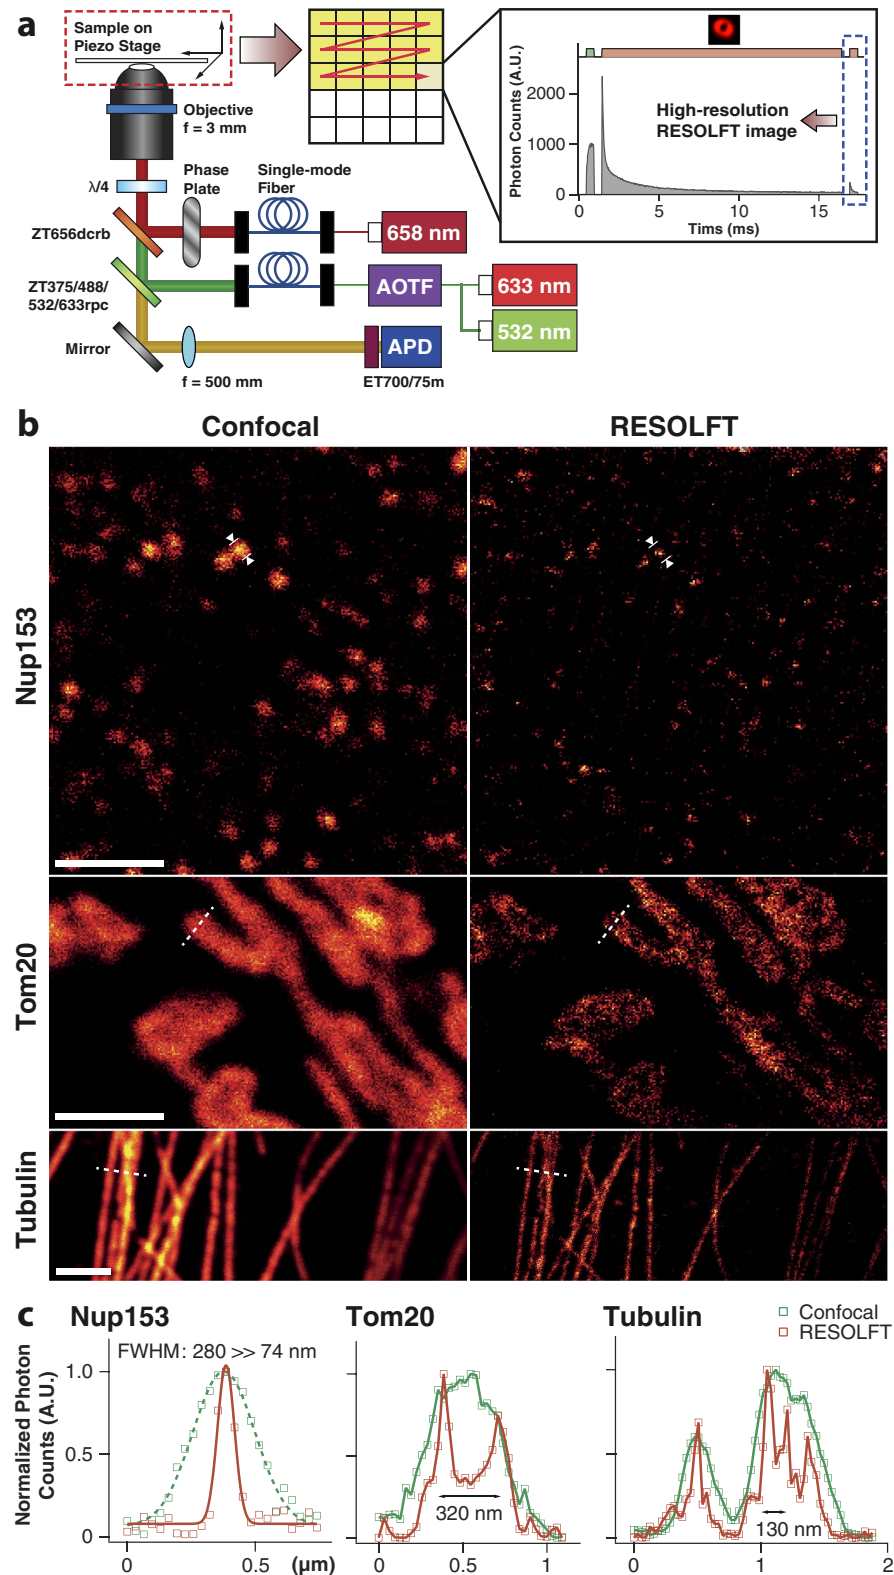 a
Sample on
Piezo Stage
Objective
f = 3 mm
λ/4
Phase
Plate
Single-mode
Fiber
ZT656dcrb
658 nm
ZT375/488/
532/633rpc
AOTF
633 nm
532 nm
Mirror
APD
f = 500 mm
ET700/75m
Photon Counts (A.U.)
2000
1000
0
High-resolution
RESOLFT image
0
5
10
15
Tims (ms)
b
Confocal
RESOLFT
Nup153
Tom20
Tubulin
c
Nup153
Tom20
Tubulin
Confocal
RESOLFT
Normalized Photon
Counts (A.U.)
FWHM: 280 >> 74 nm
1.0
0.5
0
320 nm
130 nm
0
0.5
(μm)
0
0.5
1
0
1
2